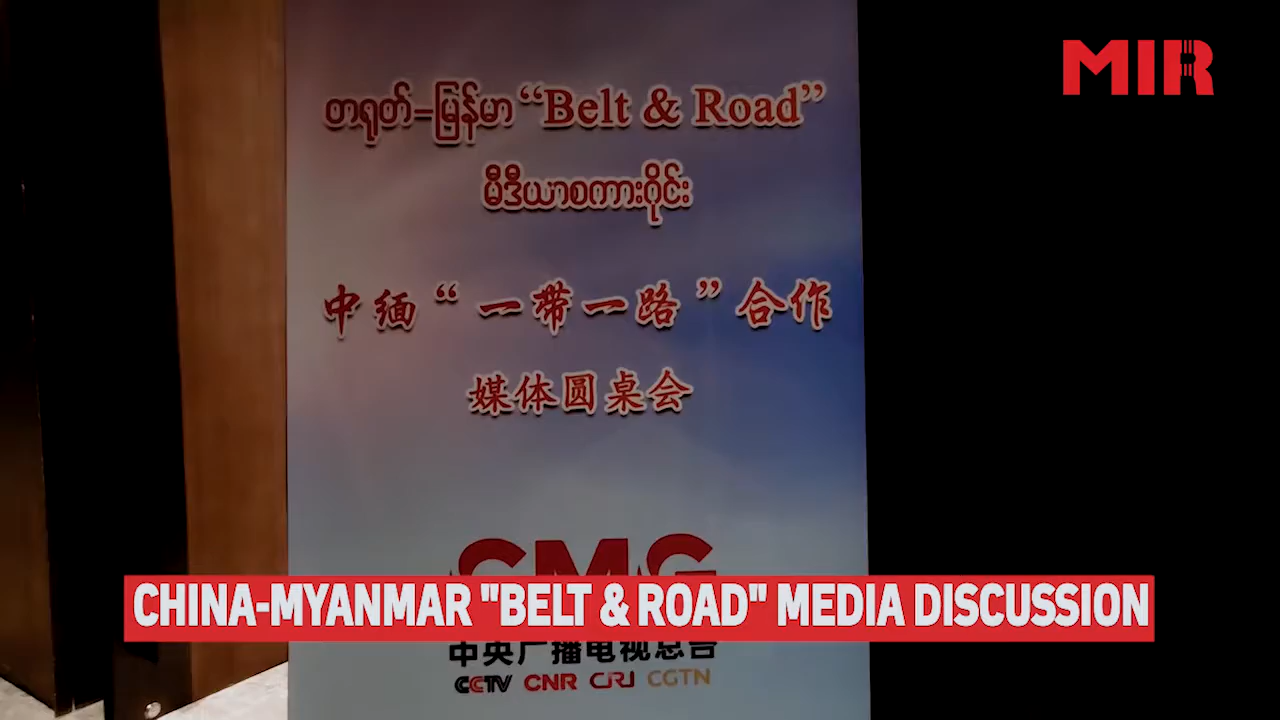 MIR
တရုတ်–မြန်မာ “Belt & Road”
မီဒီယာစကားဝိုင်း
中缅“一带一路”合作
媒体圆桌会
CMG
CHINA-MYANMAR "BELT & ROAD" MEDIA DISCUSSION
中央广播电视总台
CCTV CNR CRI CGTN